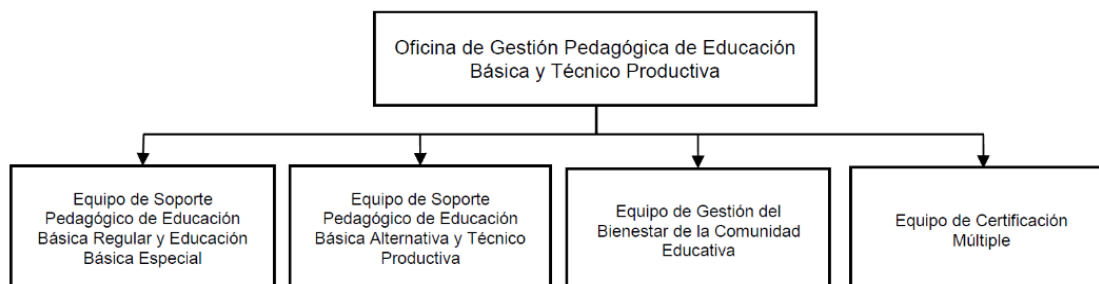 Oficina de Gestión Pedagógica de Educación
Básica y Técnico Productiva
Equipo de Soporte
Pedagógico de Educación
Básica Regular y Educación
Básica Especial
Equipo de Soporte
Pedagógico de Educación
Básica Alternativa y Técnico
Productiva
Equipo de Gestión del
Bienestar de la Comunidad
Educativa
Equipo de Certificación
Múltiple